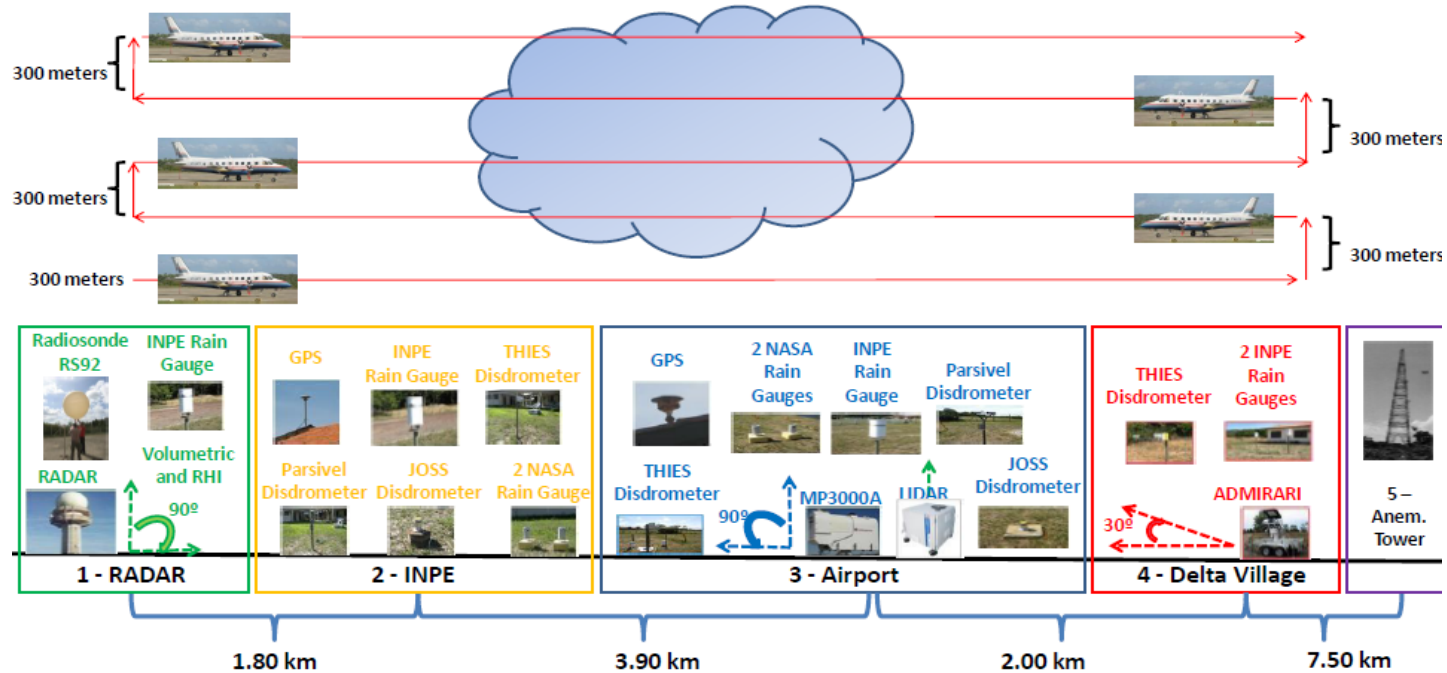 300 meters
300 meters
300 meters
300 meters
300 meters
Radiosonde
RS92
INPE Rain
Gauge
RADAR
Volumetric
and RHI
90º
1 - RADAR
GPS
INPE
Rain Gauge
THIES
Disdrometer
Parsivel
Disdrometer
JOSS
Disdrometer
2 NASA
Rain Gauge
2 - INPE
GPS
2 NASA
Rain
Gauges
INPE
Rain
Gauge
Parsivel
Disdrometer
THIES
Disdrometer
90º
MP3000A
LIDAR
JOSS
Disdrometer
3 - Airport
THIES
Disdrometer
2 INPE
Rain
Gauges
ADMIRARI
30º
4 - Delta Village
5 –
Anem.
Tower
1.80 km
3.90 km
2.00 km
7.50 km